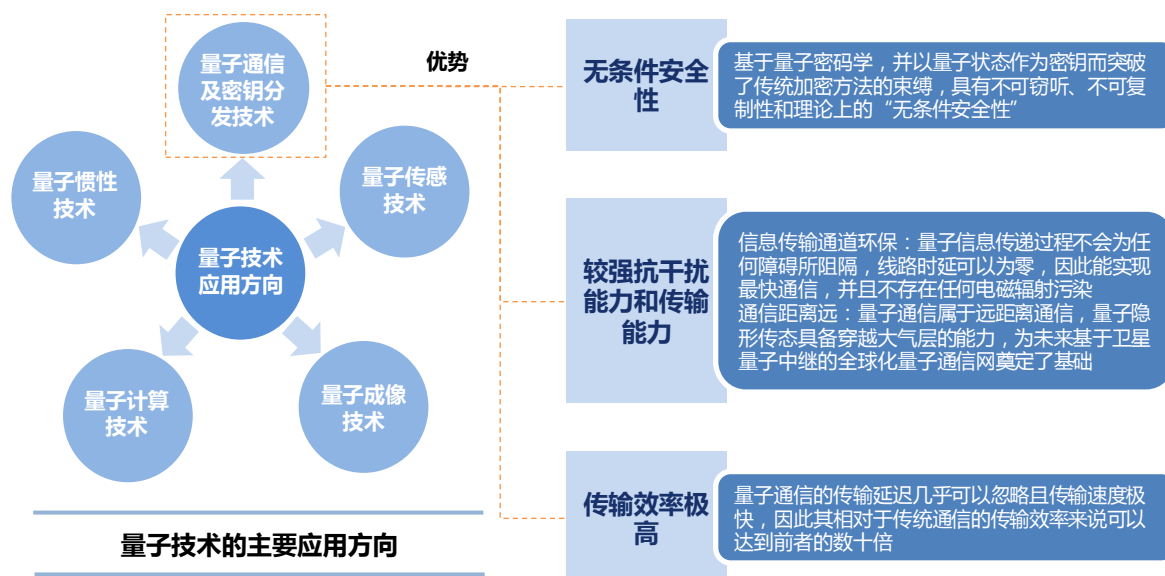 量子通信
及密钥分
发技术
优势
量子惯性
技术
量子传感
技术
量子技术
应用方向
量子计算
技术
量子成像
技术
量子技术的主要应用方向
无条件安全
性
基于量子密码学，并以量子状态作为密钥而突破
了传统加密方法的束缚，具有不可窃听、不可复
制性和理论上的“无条件安全性”
较强抗干扰
能力和传输
能力
信息传输通道环保：量子信息传递过程不会为任
何障碍所阻隔，线路时延可以为零，因此能实现
最快通信，并且不存在任何电磁辐射污染
通信距离远：量子通信属于远距离通信，量子隐
形传态具备穿越大气层的能力，为未来基于卫星
量子中继的全球化量子通信网奠定了基础
传输效率极
高
量子通信的传输延迟几乎可以忽略且传输速度极
快，因此其相对于传统通信的传输效率来说可以
达到前者的数十倍